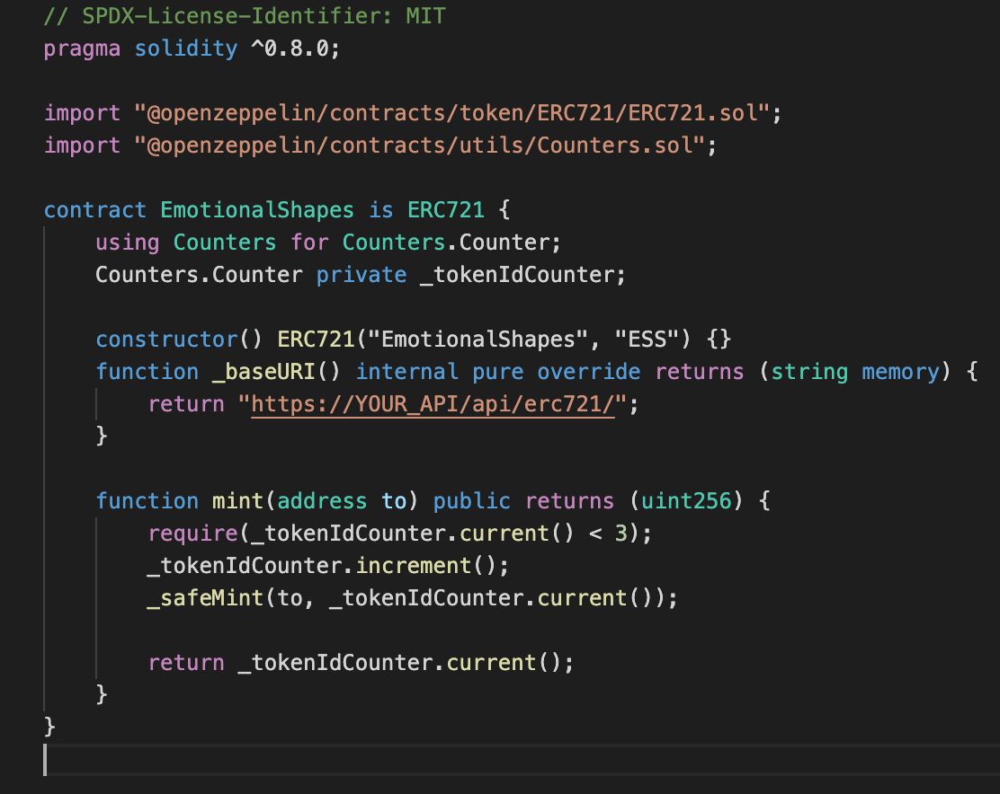 // SPDX-License-Identifier: MIT
pragma solidity ^0.8.0;

import "@openzeppelin/contracts/token/ERC721/ERC721.sol";
import "@openzeppelin/contracts/utils/Counters.sol";

contract EmotionalShapes is ERC721 {
    using Counters for Counters.Counter;
    Counters.Counter private _tokenIdCounter;

    constructor() ERC721("EmotionalShapes", "ESS") {}
    function _baseURI() internal pure override returns (string memory) {
        return "https://YOUR_API/api/erc721/";
    }

    function mint(address to) public returns (uint256) {
        require(_tokenIdCounter.current() < 3);
        _tokenIdCounter.increment();
        _safeMint(to, _tokenIdCounter.current());

        return _tokenIdCounter.current();
    }
}